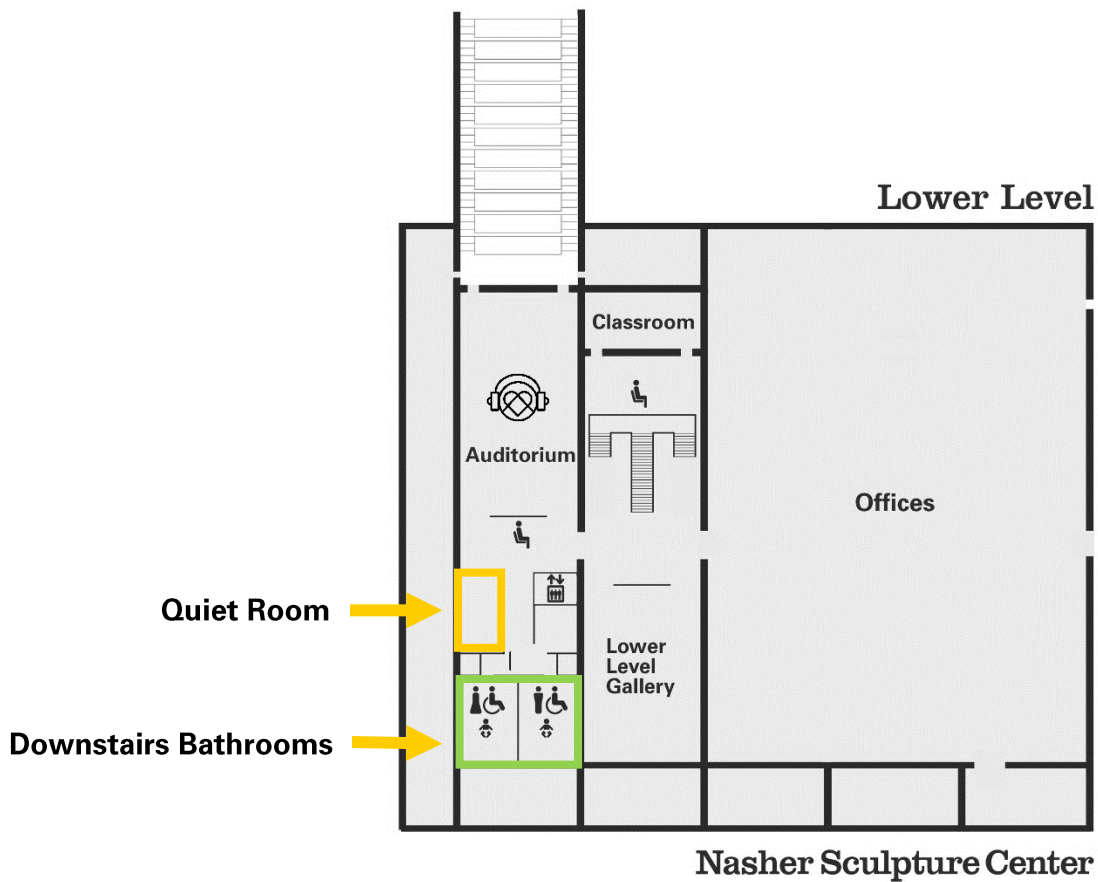 Lower Level
Classroom
Auditorium
Offices
Quiet Room
Lower
Level
Gallery
Downstairs Bathrooms
Nasher Sculpture Center